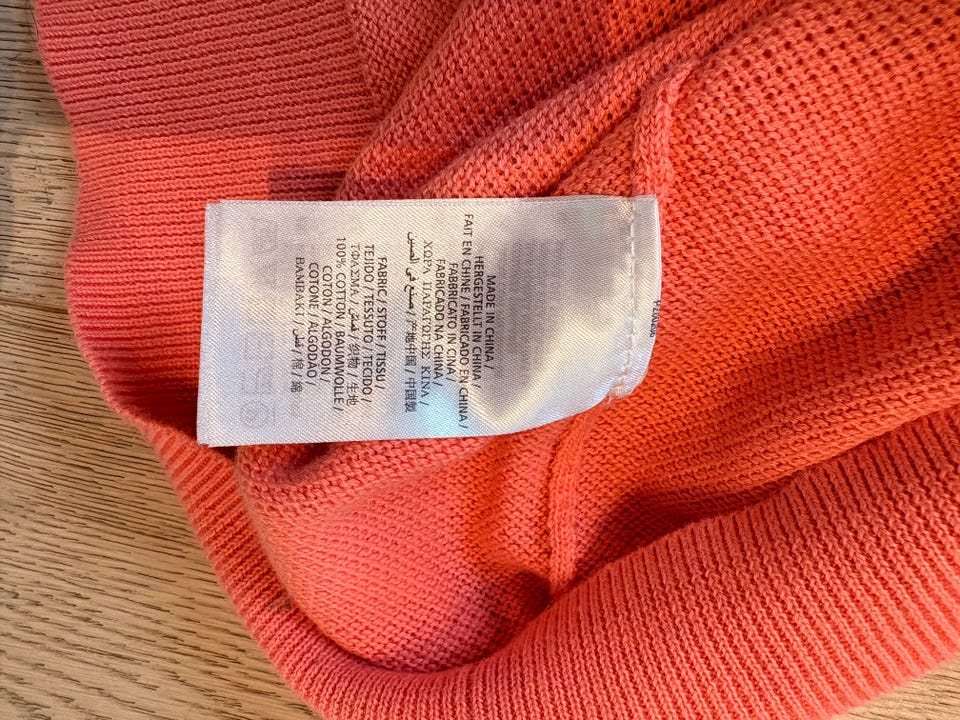 MADE IN CHINA /
HERGESTELLT IN CHINA /
FAIT EN CHINE / FABRICADO EN CHINA /
FABBRICATO IN CINA /
FABRICADO NA CHINA /
ΧΩΡΑ ΠΑΡΑΓΩΓΗΣ ΚΙΝΑ /
صنع في الصين / 产地中国 / 中国製
FABRIC / STOFF / TISSU /
TEJIDO / TESSUTO / TECIDO /
ΥΦΑΣΜΑ / قماش / 织物 / 生地
100% COTTON / BAUMWOLLE /
COTON / ALGODON /
COTONE / ALGODÃO /
ΒΑΜΒΑΚΙ / قطن / 棉 / 綿